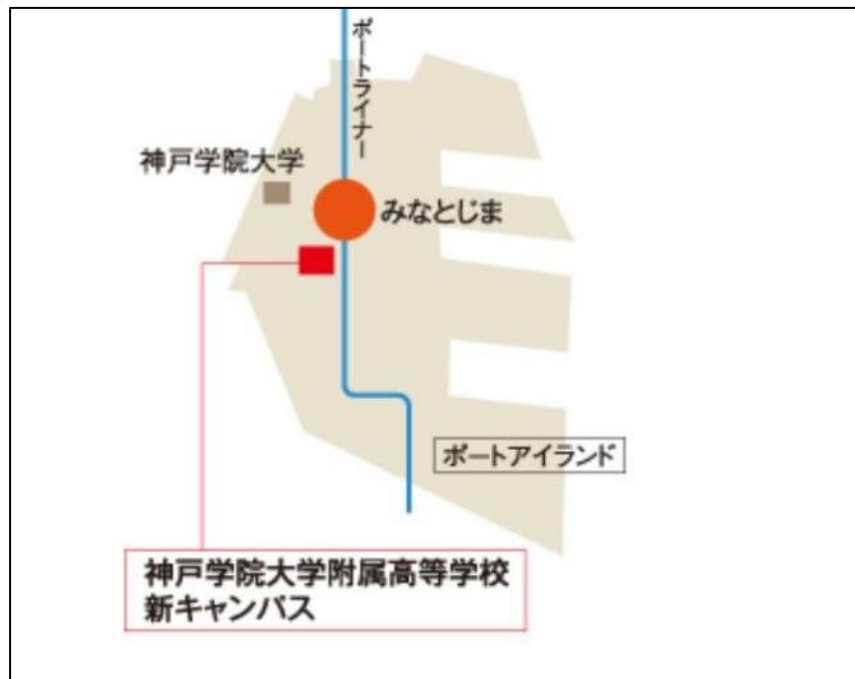 ポートライナー
神戸学院大学
みなとじま
ポートアイランド
神戸学院大学附属高等学校
新キャンパス